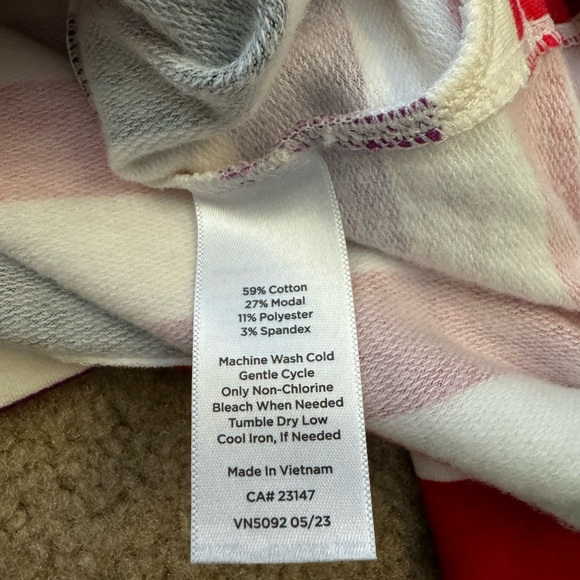 59% Cotton
27% Modal
11% Polyester
3% Spandex
Machine Wash Cold
Gentle Cycle
Only Non-Chlorine
Bleach When Needed
Tumble Dry Low
Cool Iron, If Needed
Made In Vietnam
CA# 23147
VN5092 05/23